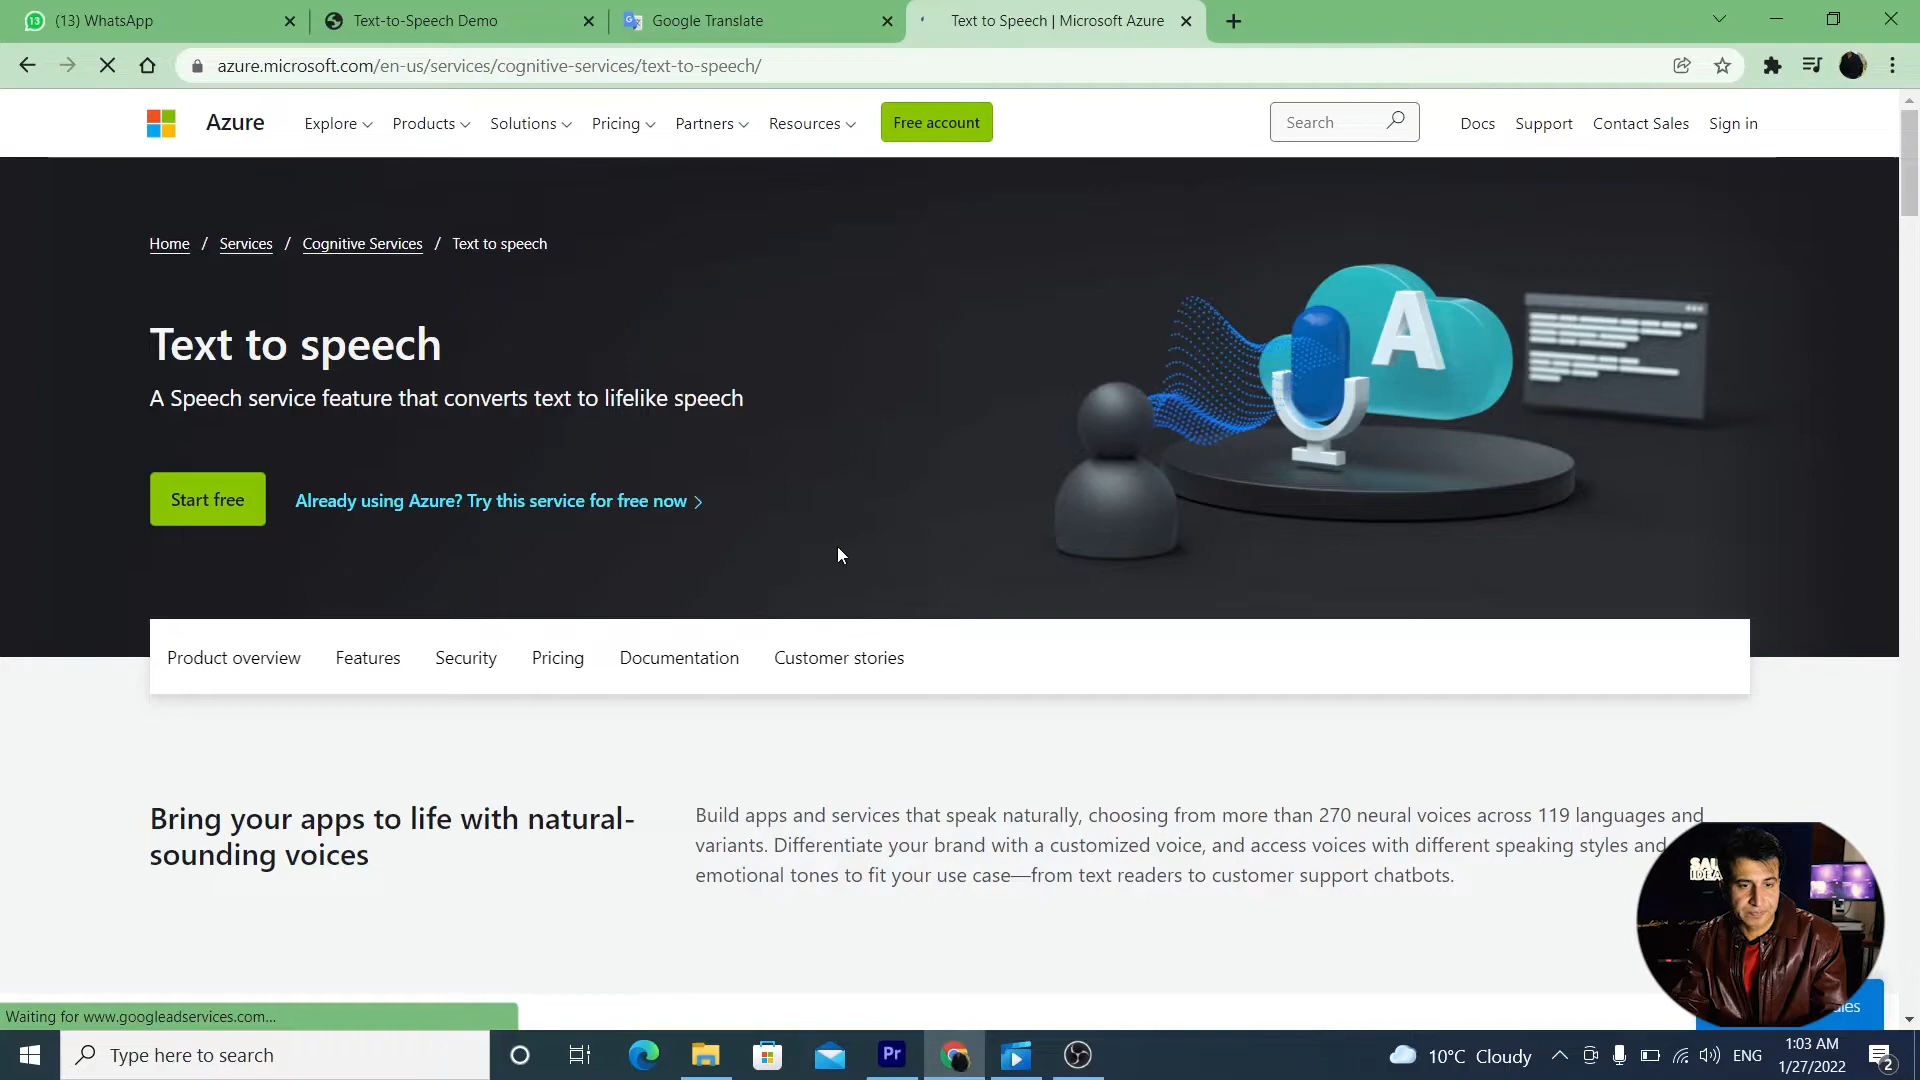 13
(13) WhatsApp
Text-to-Speech Demo
Google Translate
Text to Speech | Microsoft Azure
azure.microsoft.com/en-us/services/cognitive-services/text-to-speech/
Azure
Explore
Products
Solutions
Pricing
Partners
Resources
Free account
Search
Docs
Support
Contact Sales
Sign in
Home / Services / Cognitive Services / Text to speech
Text to speech
A Speech service feature that converts text to lifelike speech
Start free
Already using Azure? Try this service for free now
A
Product overview
Features
Security
Pricing
Documentation
Customer stories
Bring your apps to life with natural-
sounding voices
Build apps and services that speak naturally, choosing from more than 270 neural voices across 119 languages and
variants. Differentiate your brand with a customized voice, and access voices with different speaking styles and
emotional tones to fit your use case—from text readers to customer support chatbots.
Waiting for www.googleadservices.com...
Type here to search
Pr
10°C Cloudy
ENG
1:03 AM
1/27/2022
2